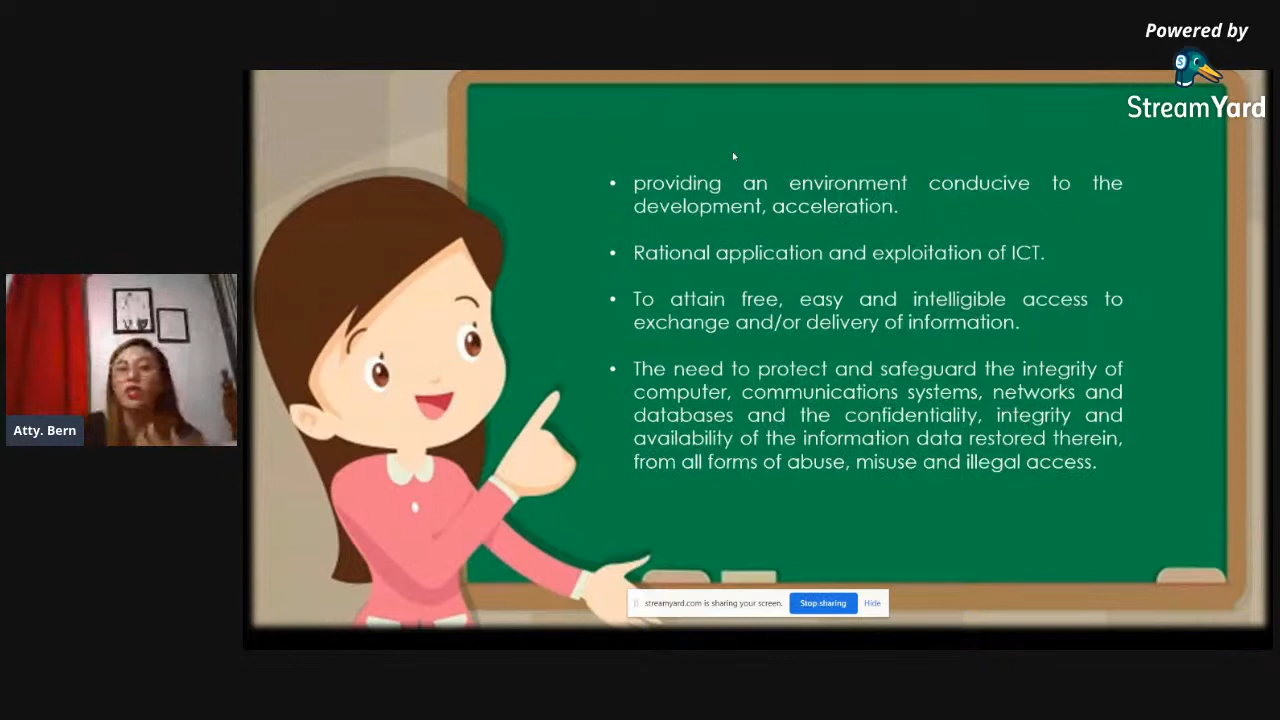 Powered by
StreamYard
• providing an environment conducive to the
development, acceleration.
• Rational application and exploitation of ICT.
• To attain free, easy and intelligible access to
exchange and/or delivery of information.
• The need to protect and safeguard the integrity of
computer, communications systems, networks and
databases and the confidentiality, integrity and
availability of the information data restored therein,
from all forms of abuse, misuse and illegal access.
Atty. Bern
streamyard.com is sharing your screen. Stop sharing Hide